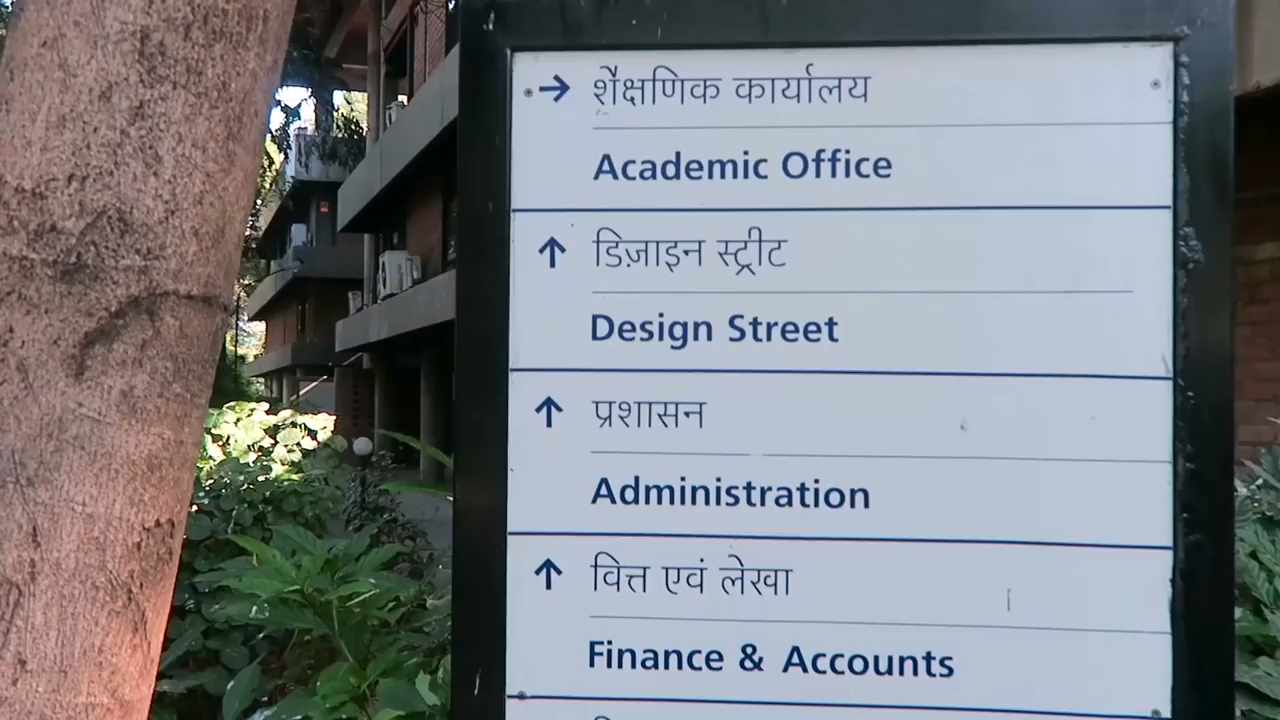 शैक्षणिक कार्यालय
Academic Office
डिज़ाइन स्ट्रीट
Design Street
प्रशासन
Administration
वित्त एवं लेखा
Finance & Accounts